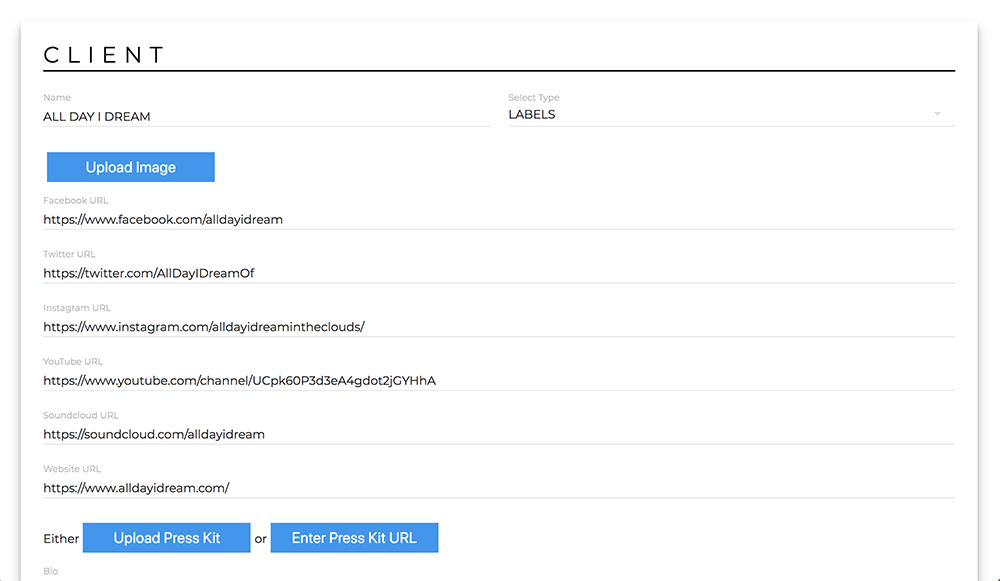 CLIENT
Name
Select Type
ALL DAY I DREAM
LABELS
Upload Image
Facebook URL
https://www.facebook.com/alldayidream
Twitter URL
https://twitter.com/AllDayIDreamOf
Instagram URL
https://www.instagram.com/alldayidreamintheclouds/
YouTube URL
https://www.youtube.com/channel/UCpk60P3d3eA4gdot2jGYHhA
Soundcloud URL
https://soundcloud.com/alldayidream
Website URL
https://www.alldayidream.com/
Either Upload Press Kit or Enter Press Kit URL
Bio